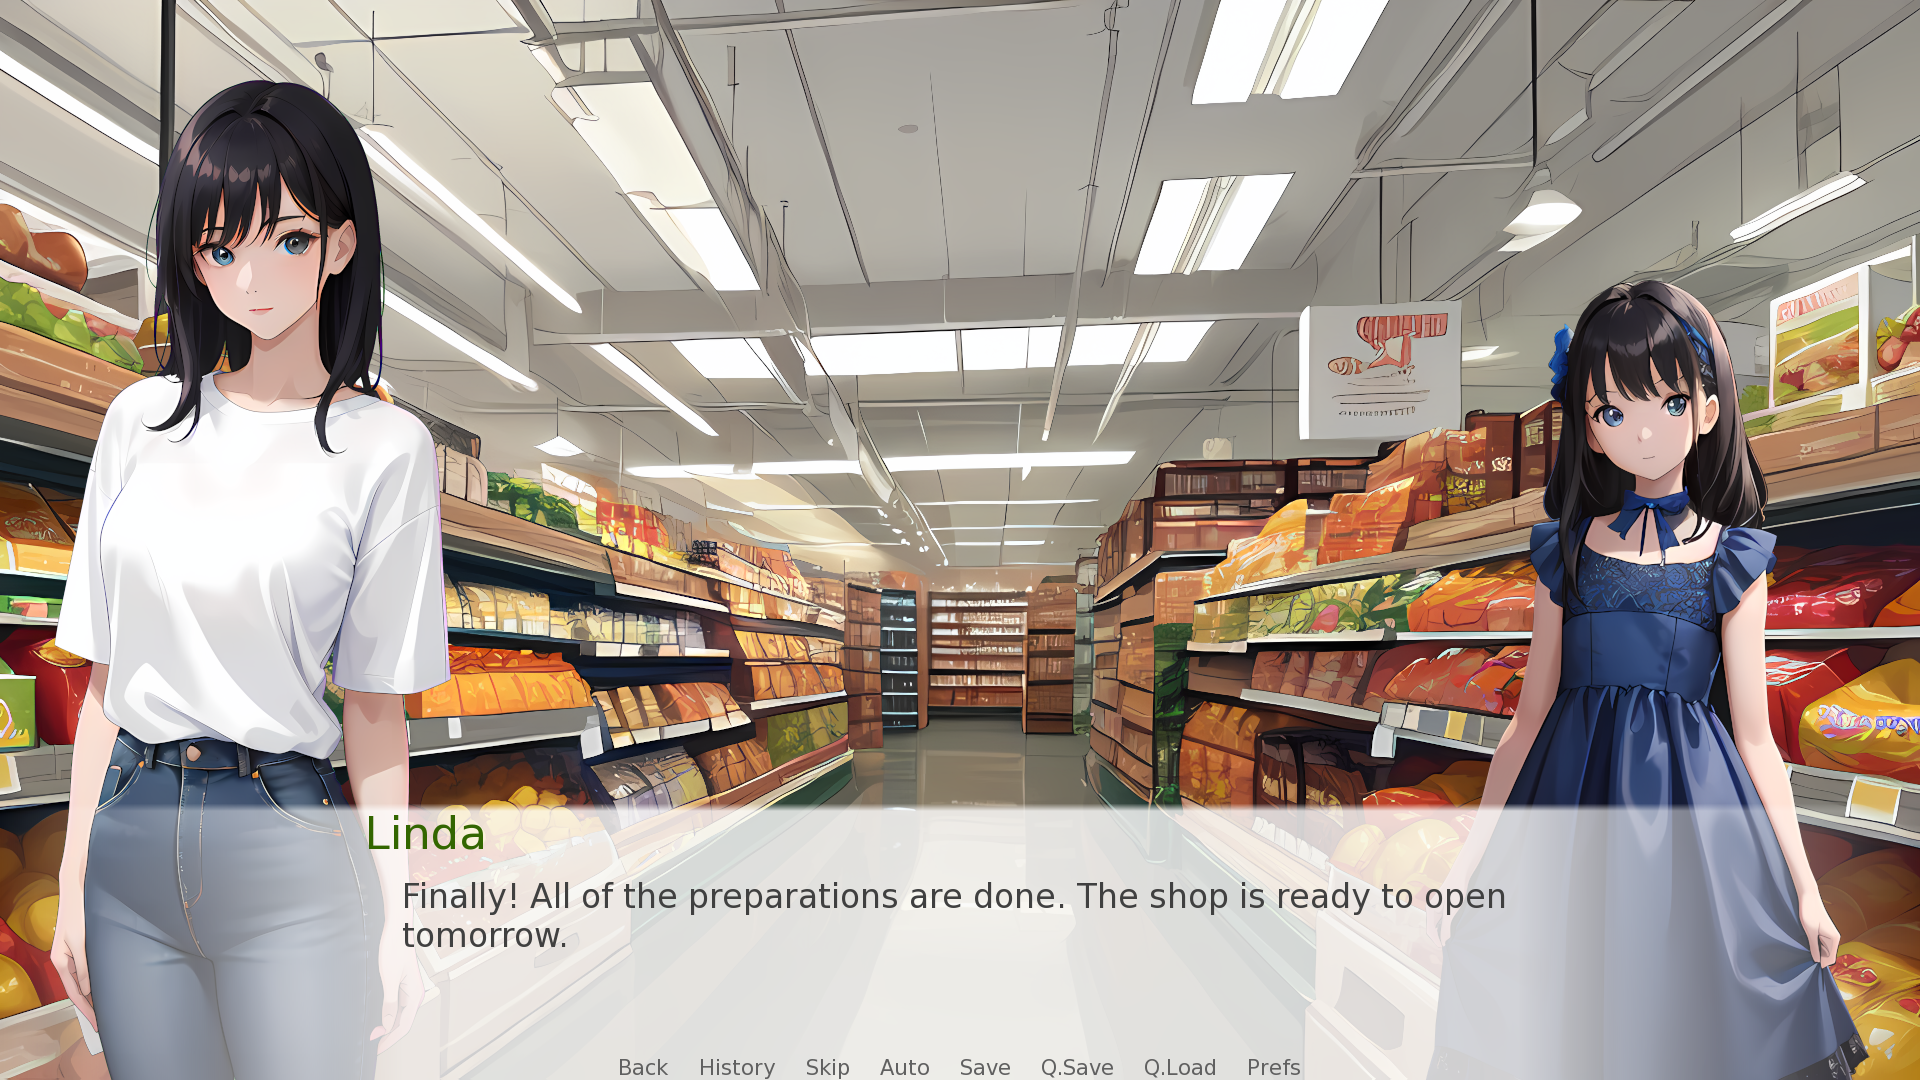 Linda
Finally! All of the preparations are done. The shop is ready to open
tomorrow.
Back History Skip Auto Save Q.Save Q.Load Prefs